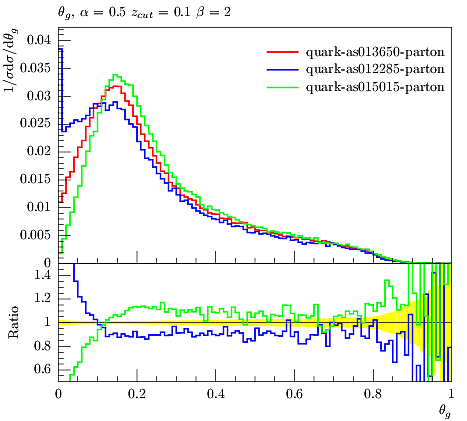 θg, α = 0.5 zcut = 0.1 β = 2
1/σdσ/dθg
quark-as013650-parton
quark-as012285-parton
quark-as015015-parton
0.04
0.035
0.03
0.025
0.02
0.015
0.01
0.005
0
Ratio
1.4
1.2
1
0.8
0.6
0 0.2 0.4 0.6 0.8 1
θg